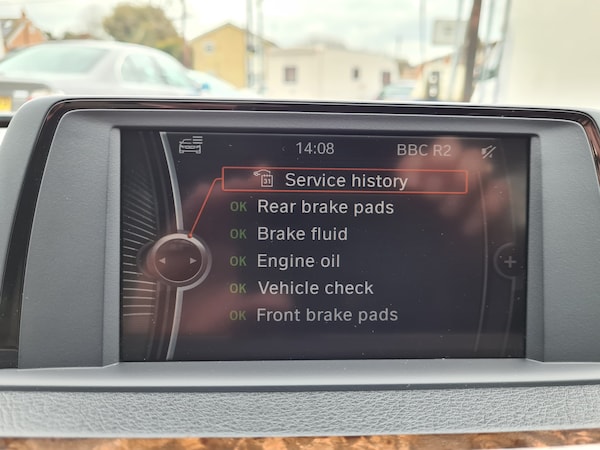 14:08 BBC R2
31 Service history
OK Rear brake pads
OK Brake fluid
OK Engine oil
OK Vehicle check
OK Front brake pads